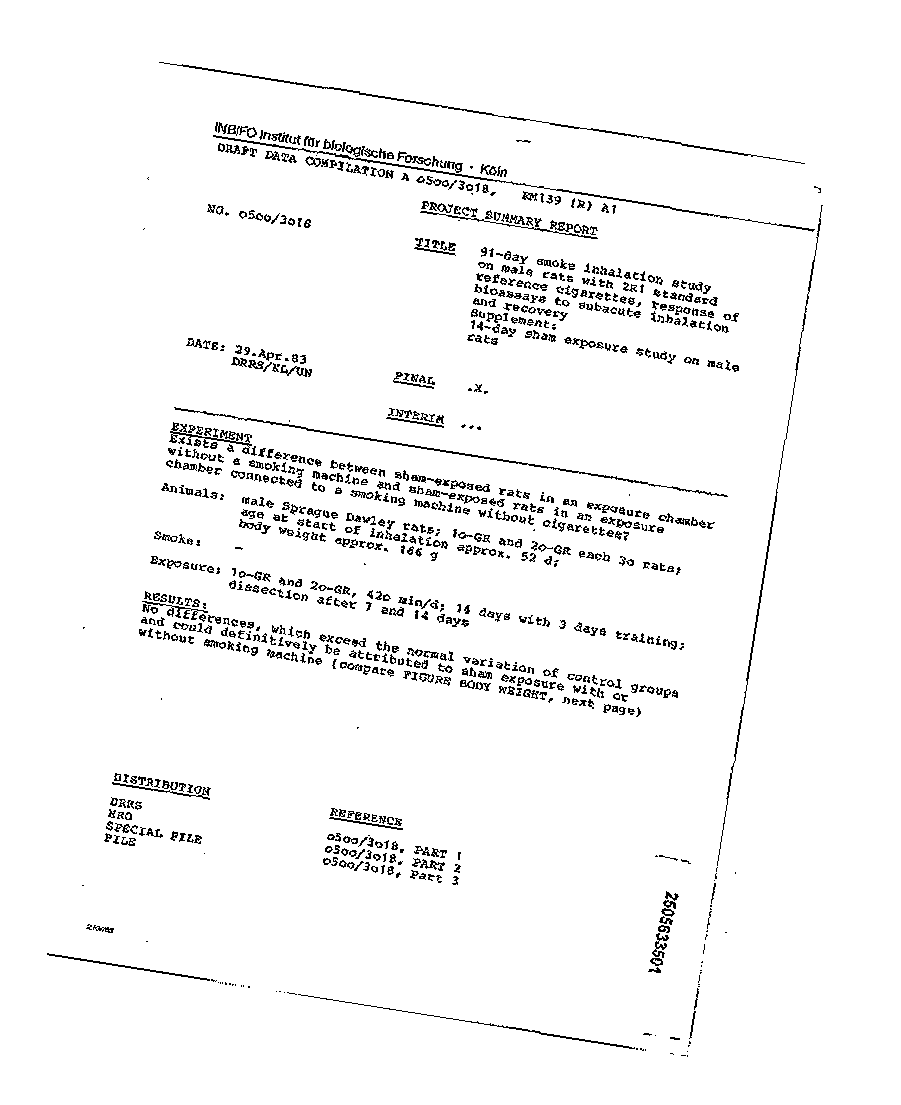 INBIFO Institut für biologische Forschung · Köln
DRAFT DATA COMPILATION A o5oo/3o18, RM139 (R) A1
PROJECT SUMMARY REPORT
NO. o5oo/3o18
TITLE 91-day smoke inhalation study
on male rats with 2R1 standard
reference cigarettes, response of
bioassays to subacute inhalation
and recovery
Supplement:
14-day sham exposure study on male
rats
DATE: 29.Apr.83
DRRS/KL/UN
FINAL .X.
INTERIM ...
EXPERIMENT
Exists a difference between sham-exposed rats in an exposure chamber
without a smoking machine and sham-exposed rats in an exposure
chamber connected to a smoking machine without cigarettes?
Animals: male Sprague Dawley rats; 1o-GR and 2o-GR each 3o rats;
age at start of inhalation approx. 52 d;
body weight approx. 166 g
Smoke: -
Exposure: 1o-GR and 2o-GR, 42o min/d; 14 days with 3 days training;
dissection after 7 and 14 days
RESULTS:
No differences, which exceed the normal variation of control groups
and could definitively be attributed to sham exposure with or
without smoking machine (compare FIGURE BODY WEIGHT, next page)
DISTRIBUTION
DRRS
HRO
SPECIAL FILE
FILE
REFERENCE
o5oo/3o18, PART 1
o5oo/3o18, PART 2
o5oo/3o18, Part 3
2505633501